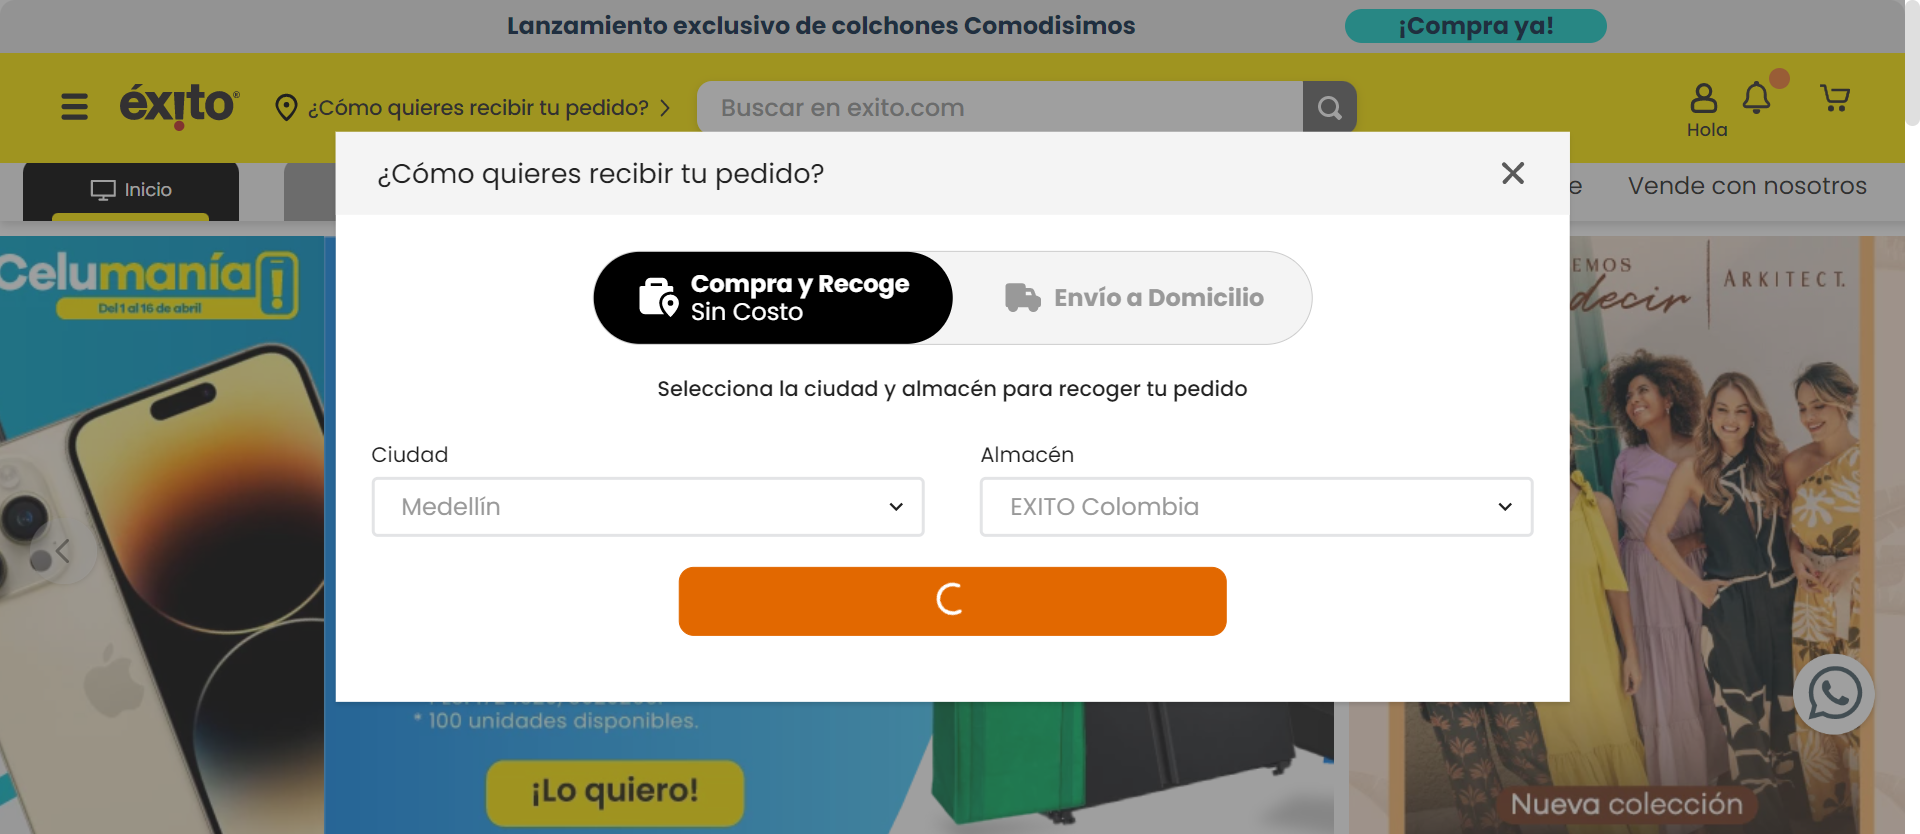 Lanzamiento exclusivo de colchones Comodisimos
¡Compra ya!
éxito
¿Cómo quieres recibir tu pedido?
Buscar en exito.com
Hola
Inicio
Vende con nosotros
¿Cómo quieres recibir tu pedido?
Compra y Recoge
Sin Costo
Envío a Domicilio
Selecciona la ciudad y almacén para recoger tu pedido
Ciudad
Almacén
Medellín
EXITO Colombia
Celumanía
Del 1 al 16 de abril
decir
ARKITECT.
* 100 unidades disponibles.
¡Lo quiero!
Nueva colección